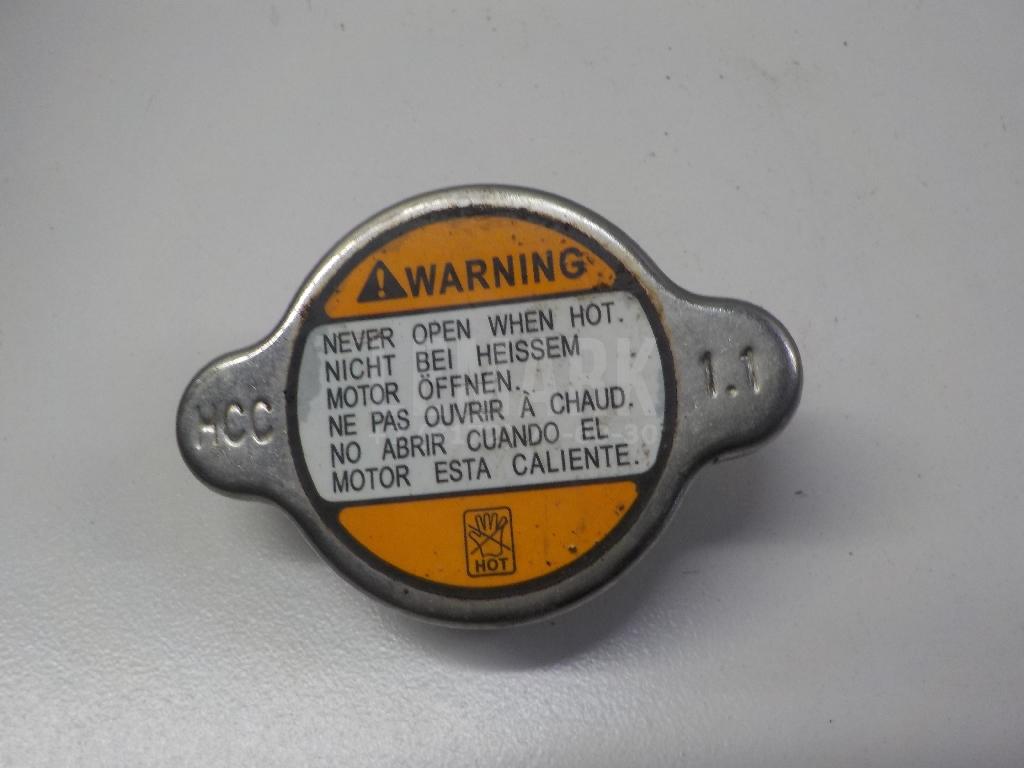 WARNING
NEVER OPEN WHEN HOT.
NICHT BEI HEISSEM
MOTOR ÖFFNEN.
NE PAS OUVRIR À CHAUD.
NO ABRIR CUANDO EL
MOTOR ESTA CALIENTE.
HCC
1.1
HOT